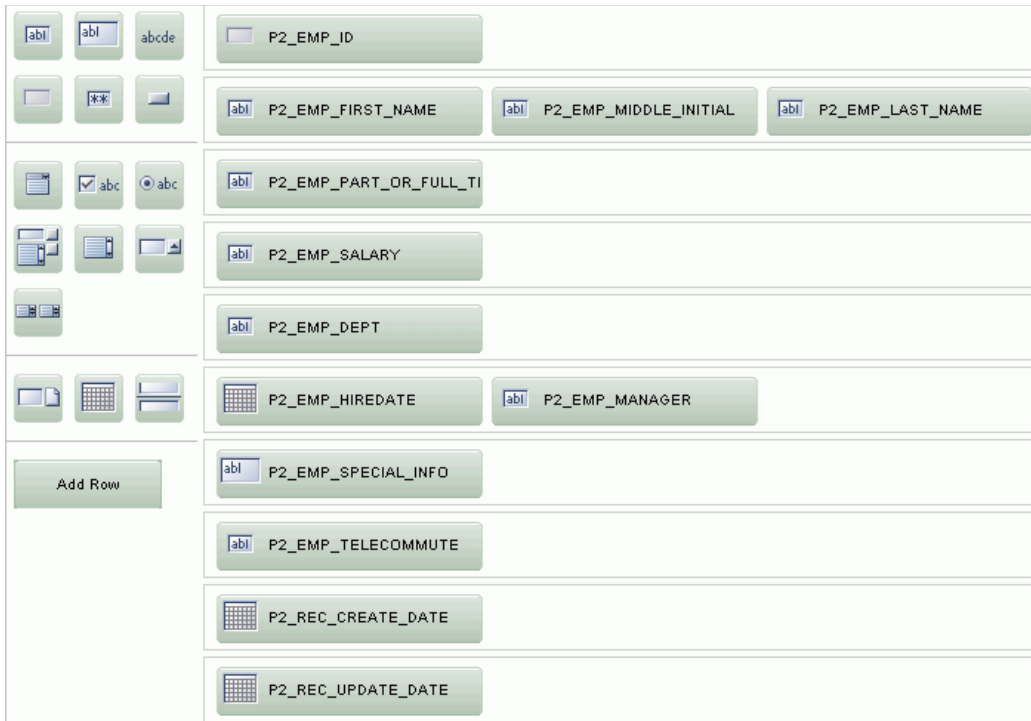 abl abl abcde
**
abc abc
Add Row
P2_EMP_ID
abl P2_EMP_FIRST_NAME abl P2_EMP_MIDDLE_INITIAL abl P2_EMP_LAST_NAME
abl P2_EMP_PART_OR_FULL_TI
abl P2_EMP_SALARY
abl P2_EMP_DEPT
P2_EMP_HIREDATE abl P2_EMP_MANAGER
abl P2_EMP_SPECIAL_INFO
abl P2_EMP_TELECOMMUTE
P2_REC_CREATE_DATE
P2_REC_UPDATE_DATE